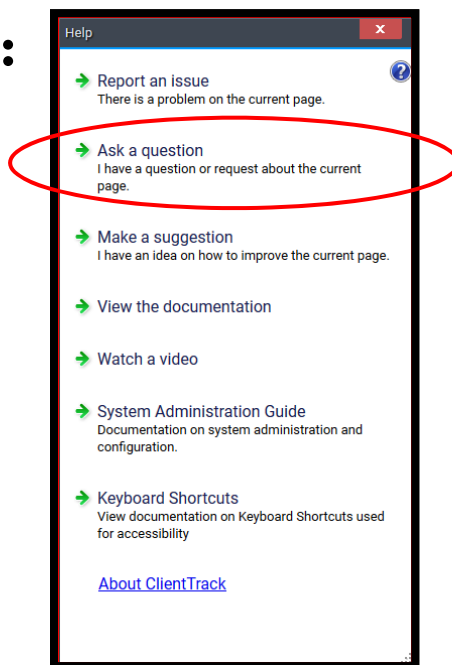 :
Help
x
?
Report an issue
There is a problem on the current page.
Ask a question
I have a question or request about the current
page.
Make a suggestion
I have an idea on how to improve the current page.
View the documentation
Watch a video
System Administration Guide
Documentation on system administration and
configuration.
Keyboard Shortcuts
View documentation on Keyboard Shortcuts used
for accessibility
About ClientTrack